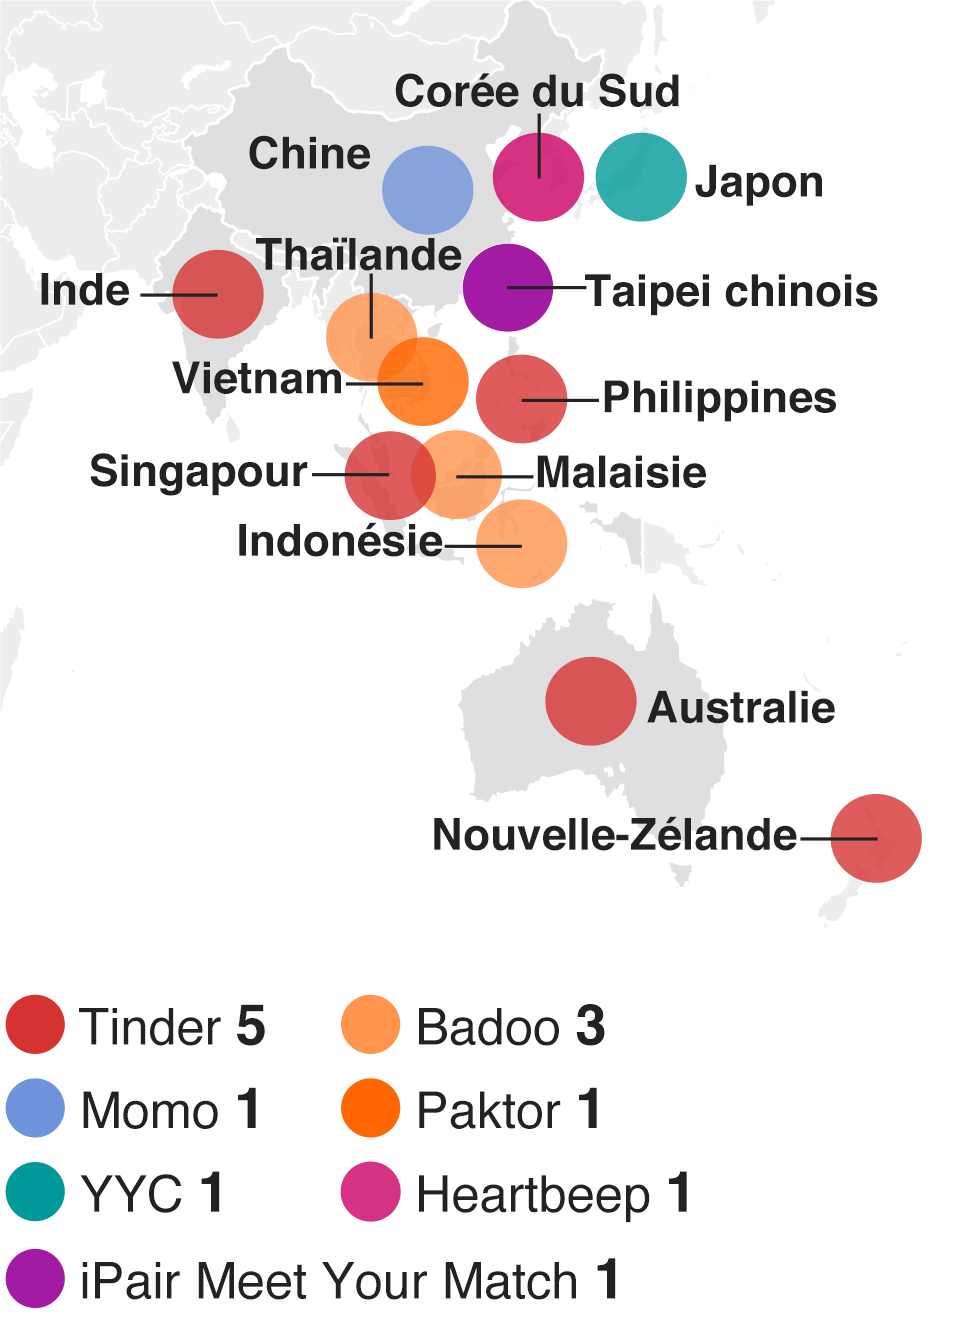 Corée du Sud
Chine
Japon
Thaïlande
Inde
Taipei chinois
Vietnam
Philippines
Singapour
Malaisie
Indonésie
Australie
Nouvelle-Zélande
Tinder 5
Badoo 3
Momo 1
Paktor 1
YYC 1
Heartbeep 1
iPair Meet Your Match 1